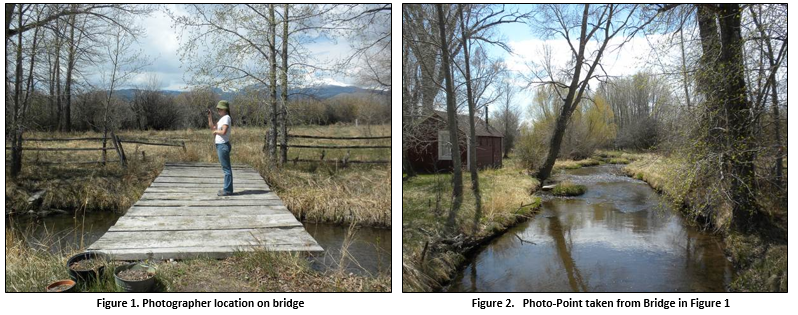 Figure 1. Photographer location on bridge
Figure 2. Photo-Point taken from Bridge in Figure 1